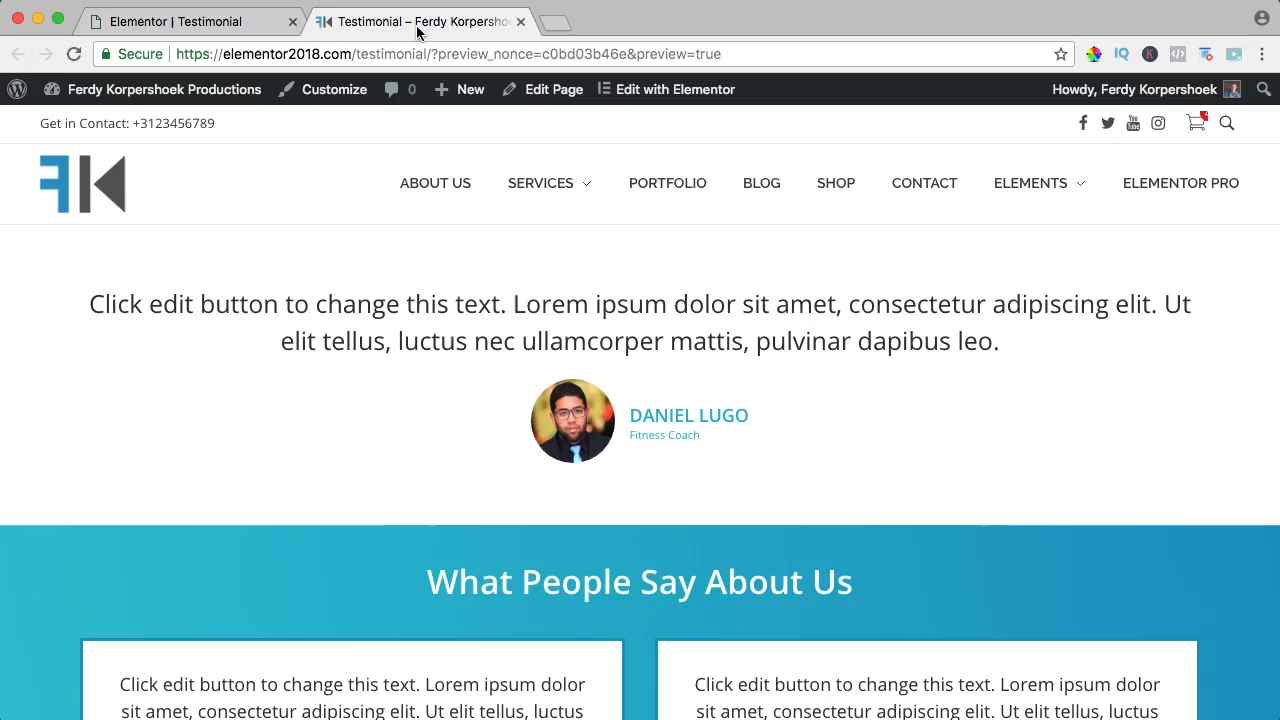 Elementor | Testimonial
Testimonial – Ferdy Korpershoe
Secure
https://elementor2018.com/testimonial/?preview_nonce=c0bd03b46e&preview=true
Ferdy Korpershoek Productions
Customize
0
New
Edit Page
Edit with Elementor
Howdy, Ferdy Korpershoek
Get in Contact: +3123456789
FK
ABOUT US
SERVICES
PORTFOLIO
BLOG
SHOP
CONTACT
ELEMENTS
ELEMENTOR PRO
Click edit button to change this text. Lorem ipsum dolor sit amet, consectetur adipiscing elit. Ut
elit tellus, luctus nec ullamcorper mattis, pulvinar dapibus leo.
DANIEL LUGO
Fitness Coach
What People Say About Us
Click edit button to change this text. Lorem ipsum dolor
sit amet, consectetur adipiscing elit. Ut elit tellus, luctus
Click edit button to change this text. Lorem ipsum dolor
sit amet, consectetur adipiscing elit. Ut elit tellus, luctus